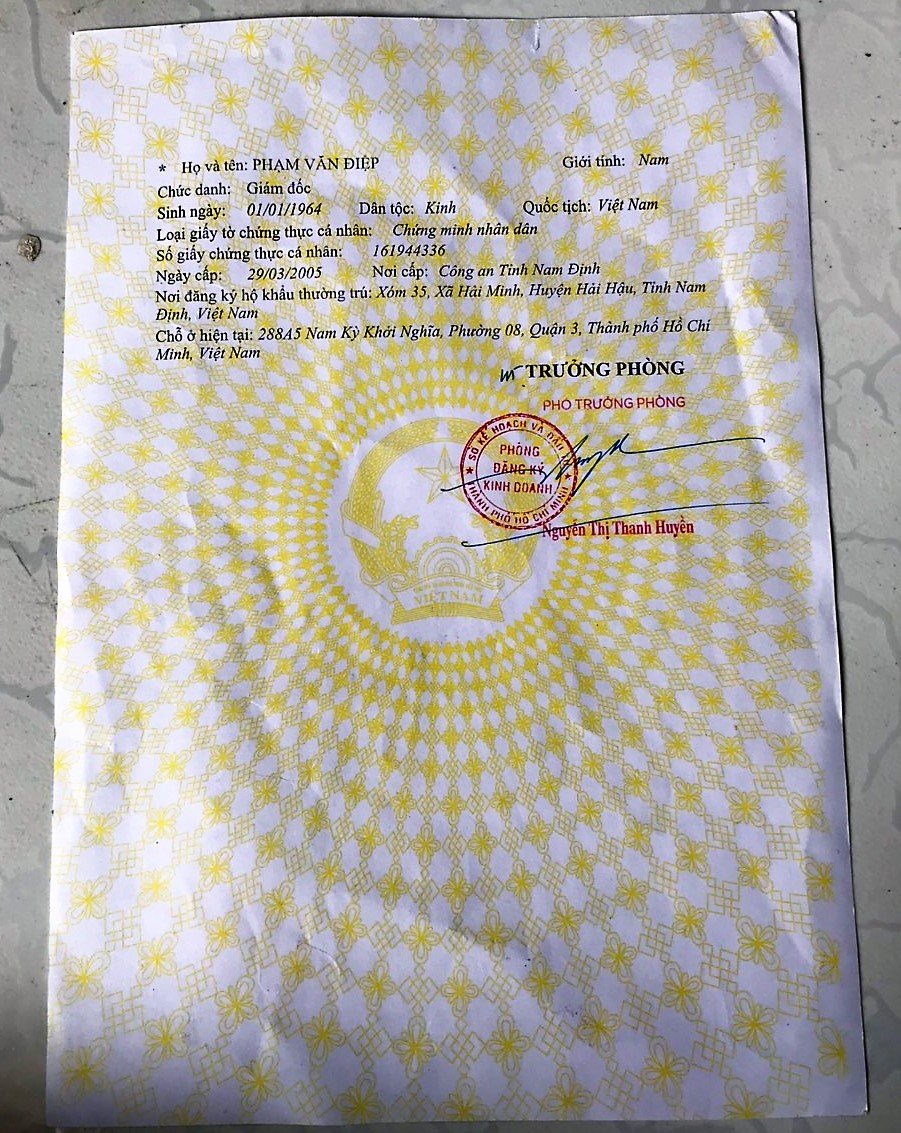 * Họ và tên: PHẠM VĂN ĐIỆP Giới tính: Nam
Chức danh: Giám đốc
Sinh ngày: 01/01/1964 Dân tộc: Kinh Quốc tịch: Việt Nam
Loại giấy tờ chứng thực cá nhân: Chứng minh nhân dân
Số giấy chứng thực cá nhân: 161944336
Ngày cấp: 29/03/2005 Nơi cấp: Công an Tỉnh Nam Định
Nơi đăng ký hộ khẩu thường trú: Xóm 35, Xã Hải Minh, Huyện Hải Hậu, Tỉnh Nam
Định, Việt Nam
Chỗ ở hiện tại: 288A5 Nam Kỳ Khởi Nghĩa, Phường 08, Quận 3, Thành phố Hồ Chí
Minh, Việt Nam
TRƯỞNG PHÒNG
PHÓ TRƯỞNG PHÒNG
SỞ KẾ HOẠCH VÀ ĐẦU
PHÒNG
ĐĂNG KÝ
KINH DOANH
THÀNH PHỐ HỒ CHÍ MINH
Nguyễn Thị Thanh Huyền
VIỆT NAM